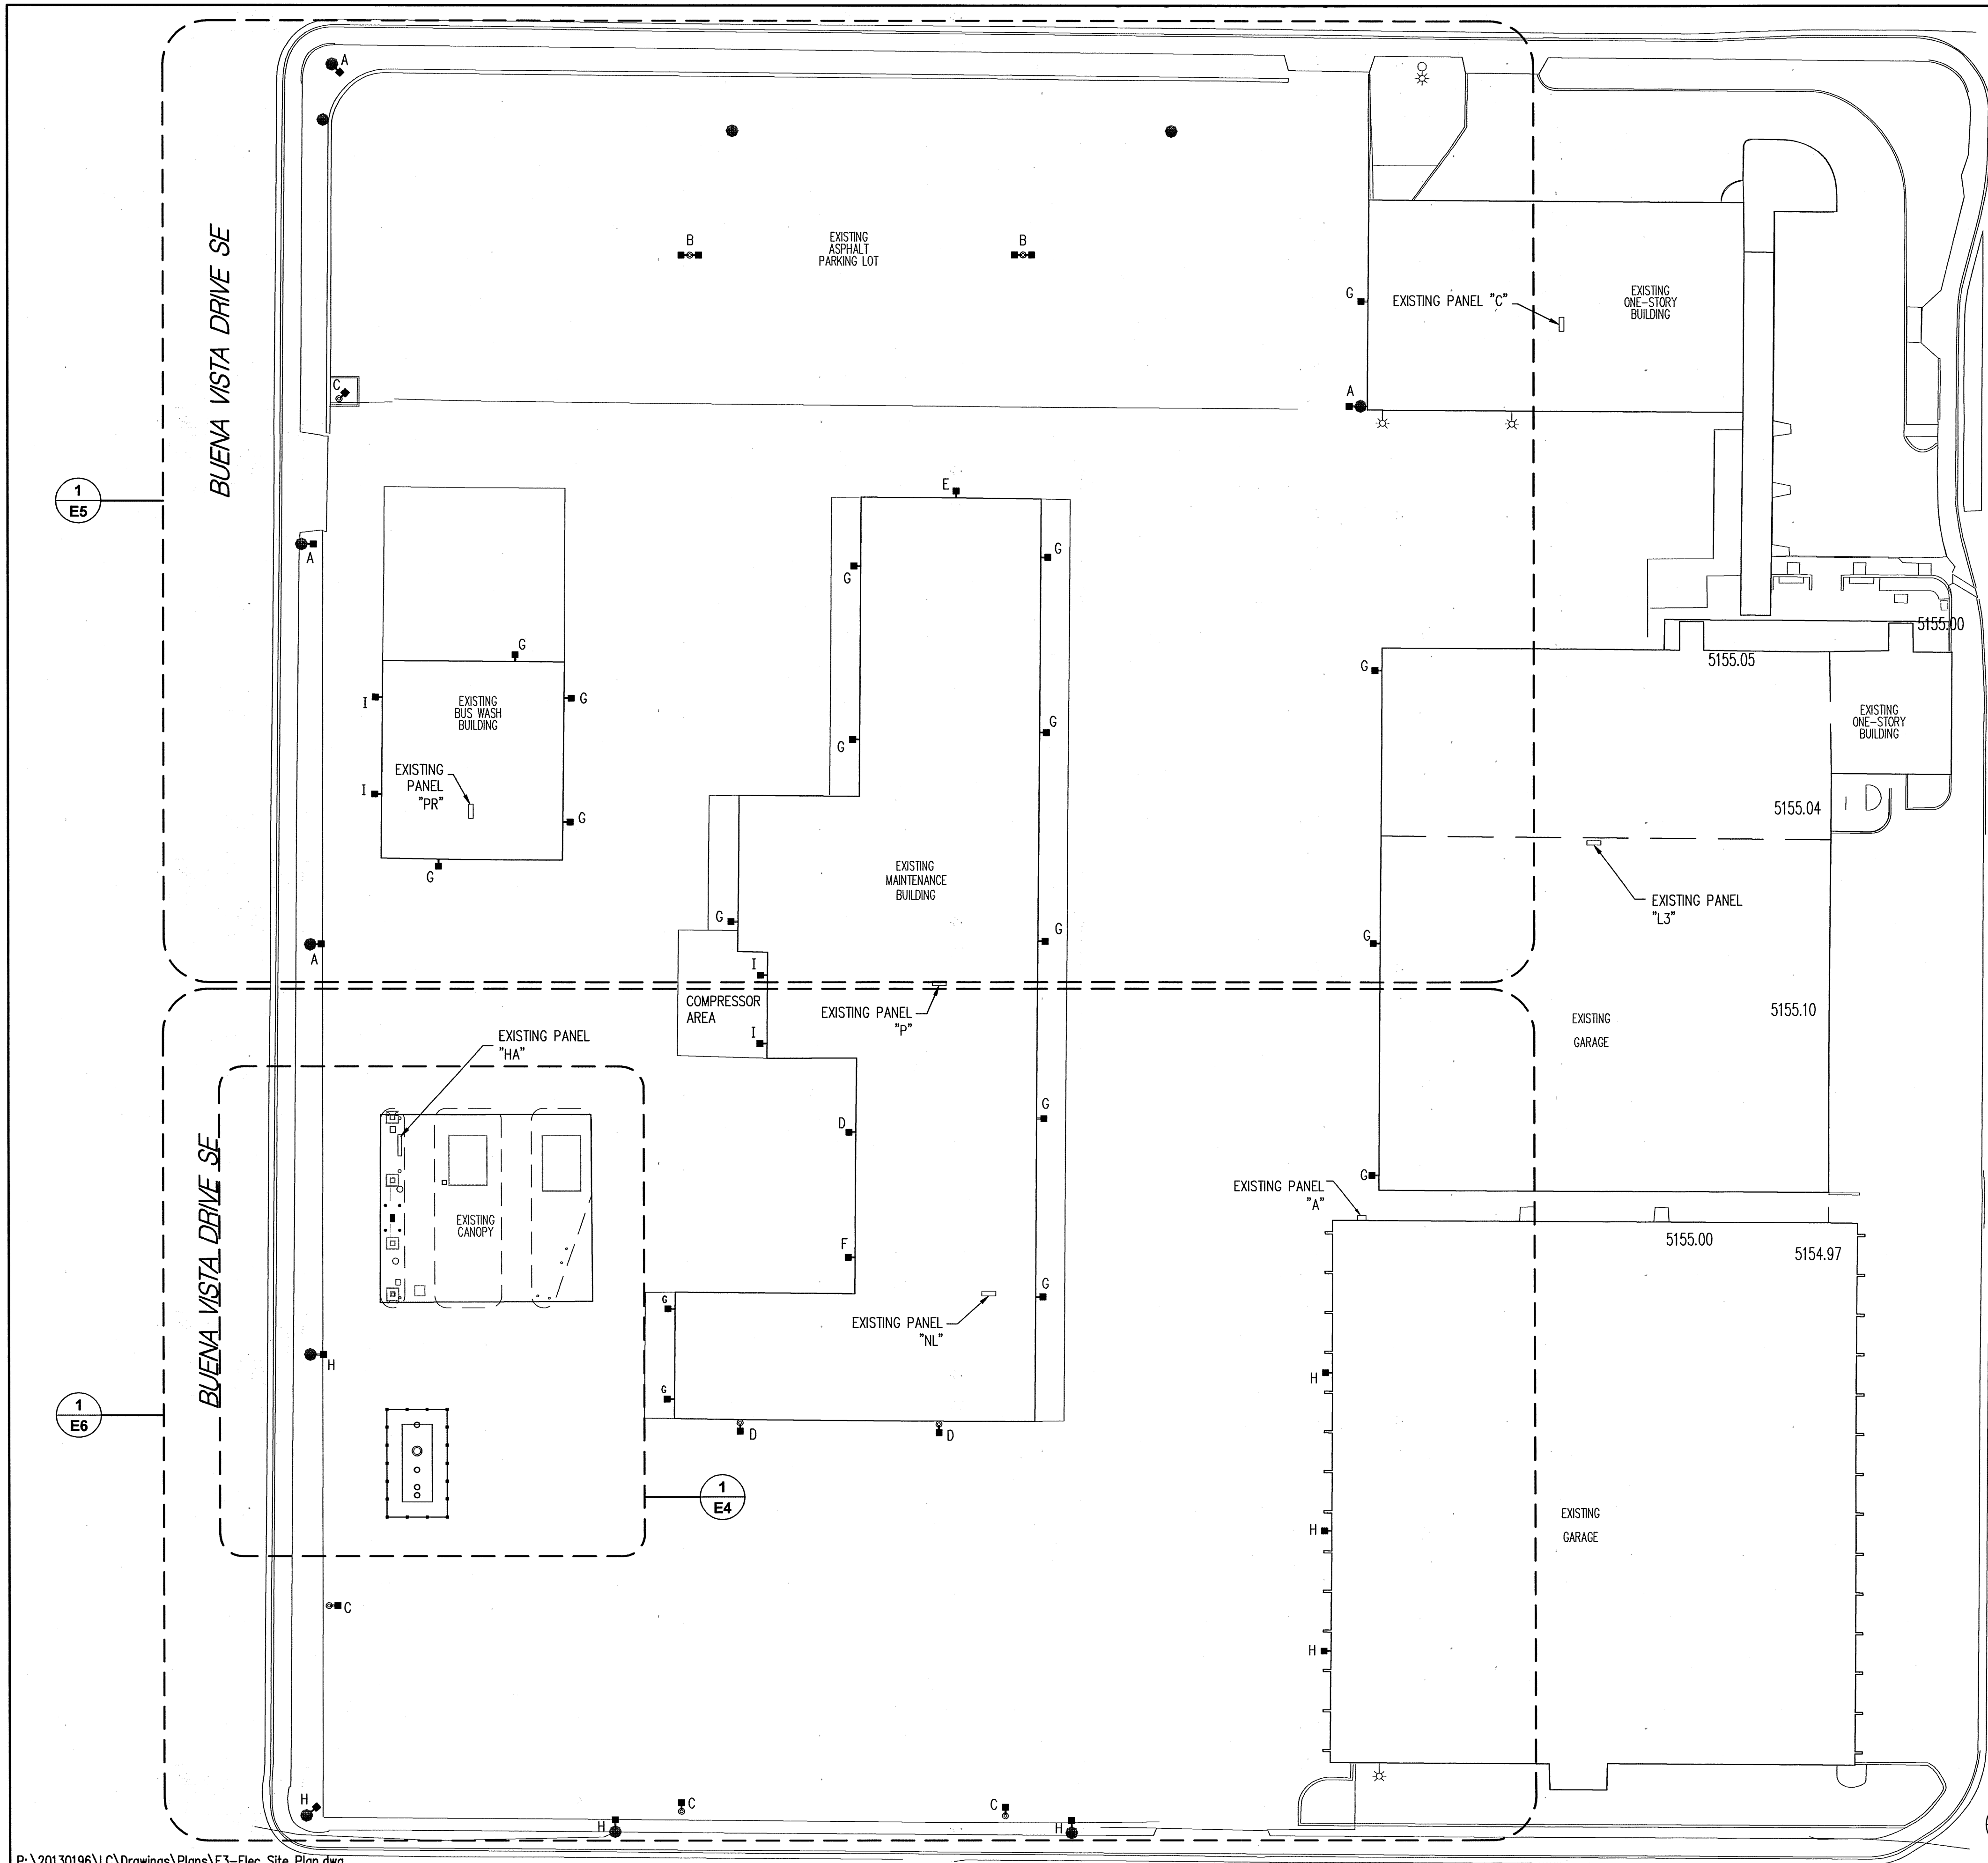 A
BUENA VISTA DRIVE SE
B
EXISTING
ASPHALT
PARKING LOT
B
G
EXISTING PANEL "C"
EXISTING
ONE-STORY
BUILDING
C
A
1
E5
E
A
G
G
G
5155.00
5155.05
G
I
EXISTING
BUS WASH
BUILDING
G
G
G
EXISTING
ONE-STORY
BUILDING
EXISTING
PANEL
"PR"
I
G
5155.04
G
EXISTING
MAINTENANCE
BUILDING
EXISTING PANEL
"L3"
G
G
G
A
I
COMPRESSOR
AREA
EXISTING PANEL
"P"
5155.10
EXISTING
GARAGE
I
EXISTING PANEL
"HA"
BUENA VISTA DRIVE SE
D
G
G
EXISTING PANEL
"A"
EXISTING
CANOPY
F
5155.00
5154.97
G
G
EXISTING PANEL
"NL"
H
H
G
1
E6
D
D
1
E4
EXISTING
GARAGE
H
C
H
H
C
C
H
H
P:\20130196\LC\Drawings\Plans\E3-Elec Site Plan.dwg